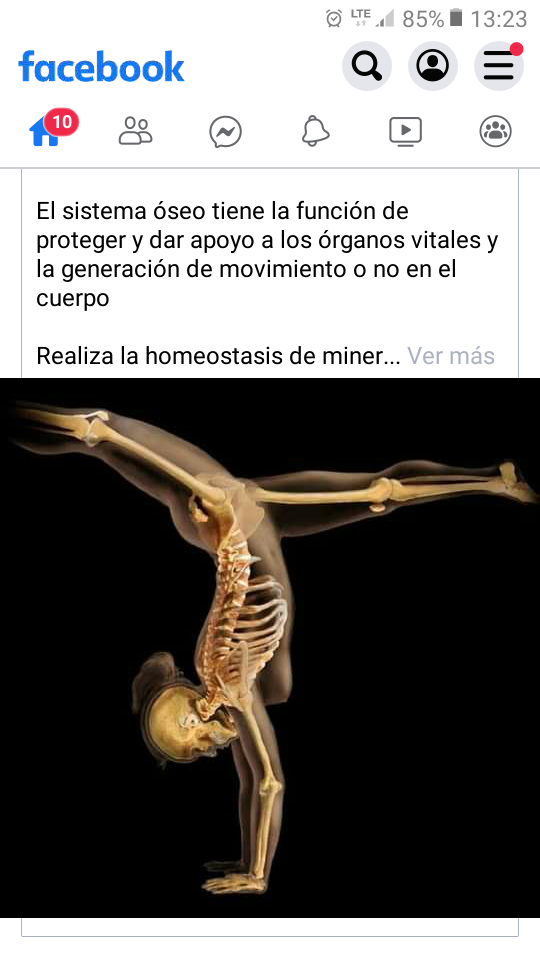 LTE 85% 13:23
facebook
10
El sistema óseo tiene la función de
proteger y dar apoyo a los órganos vitales y
la generación de movimiento o no en el
cuerpo
Realiza la homeostasis de miner... Ver más